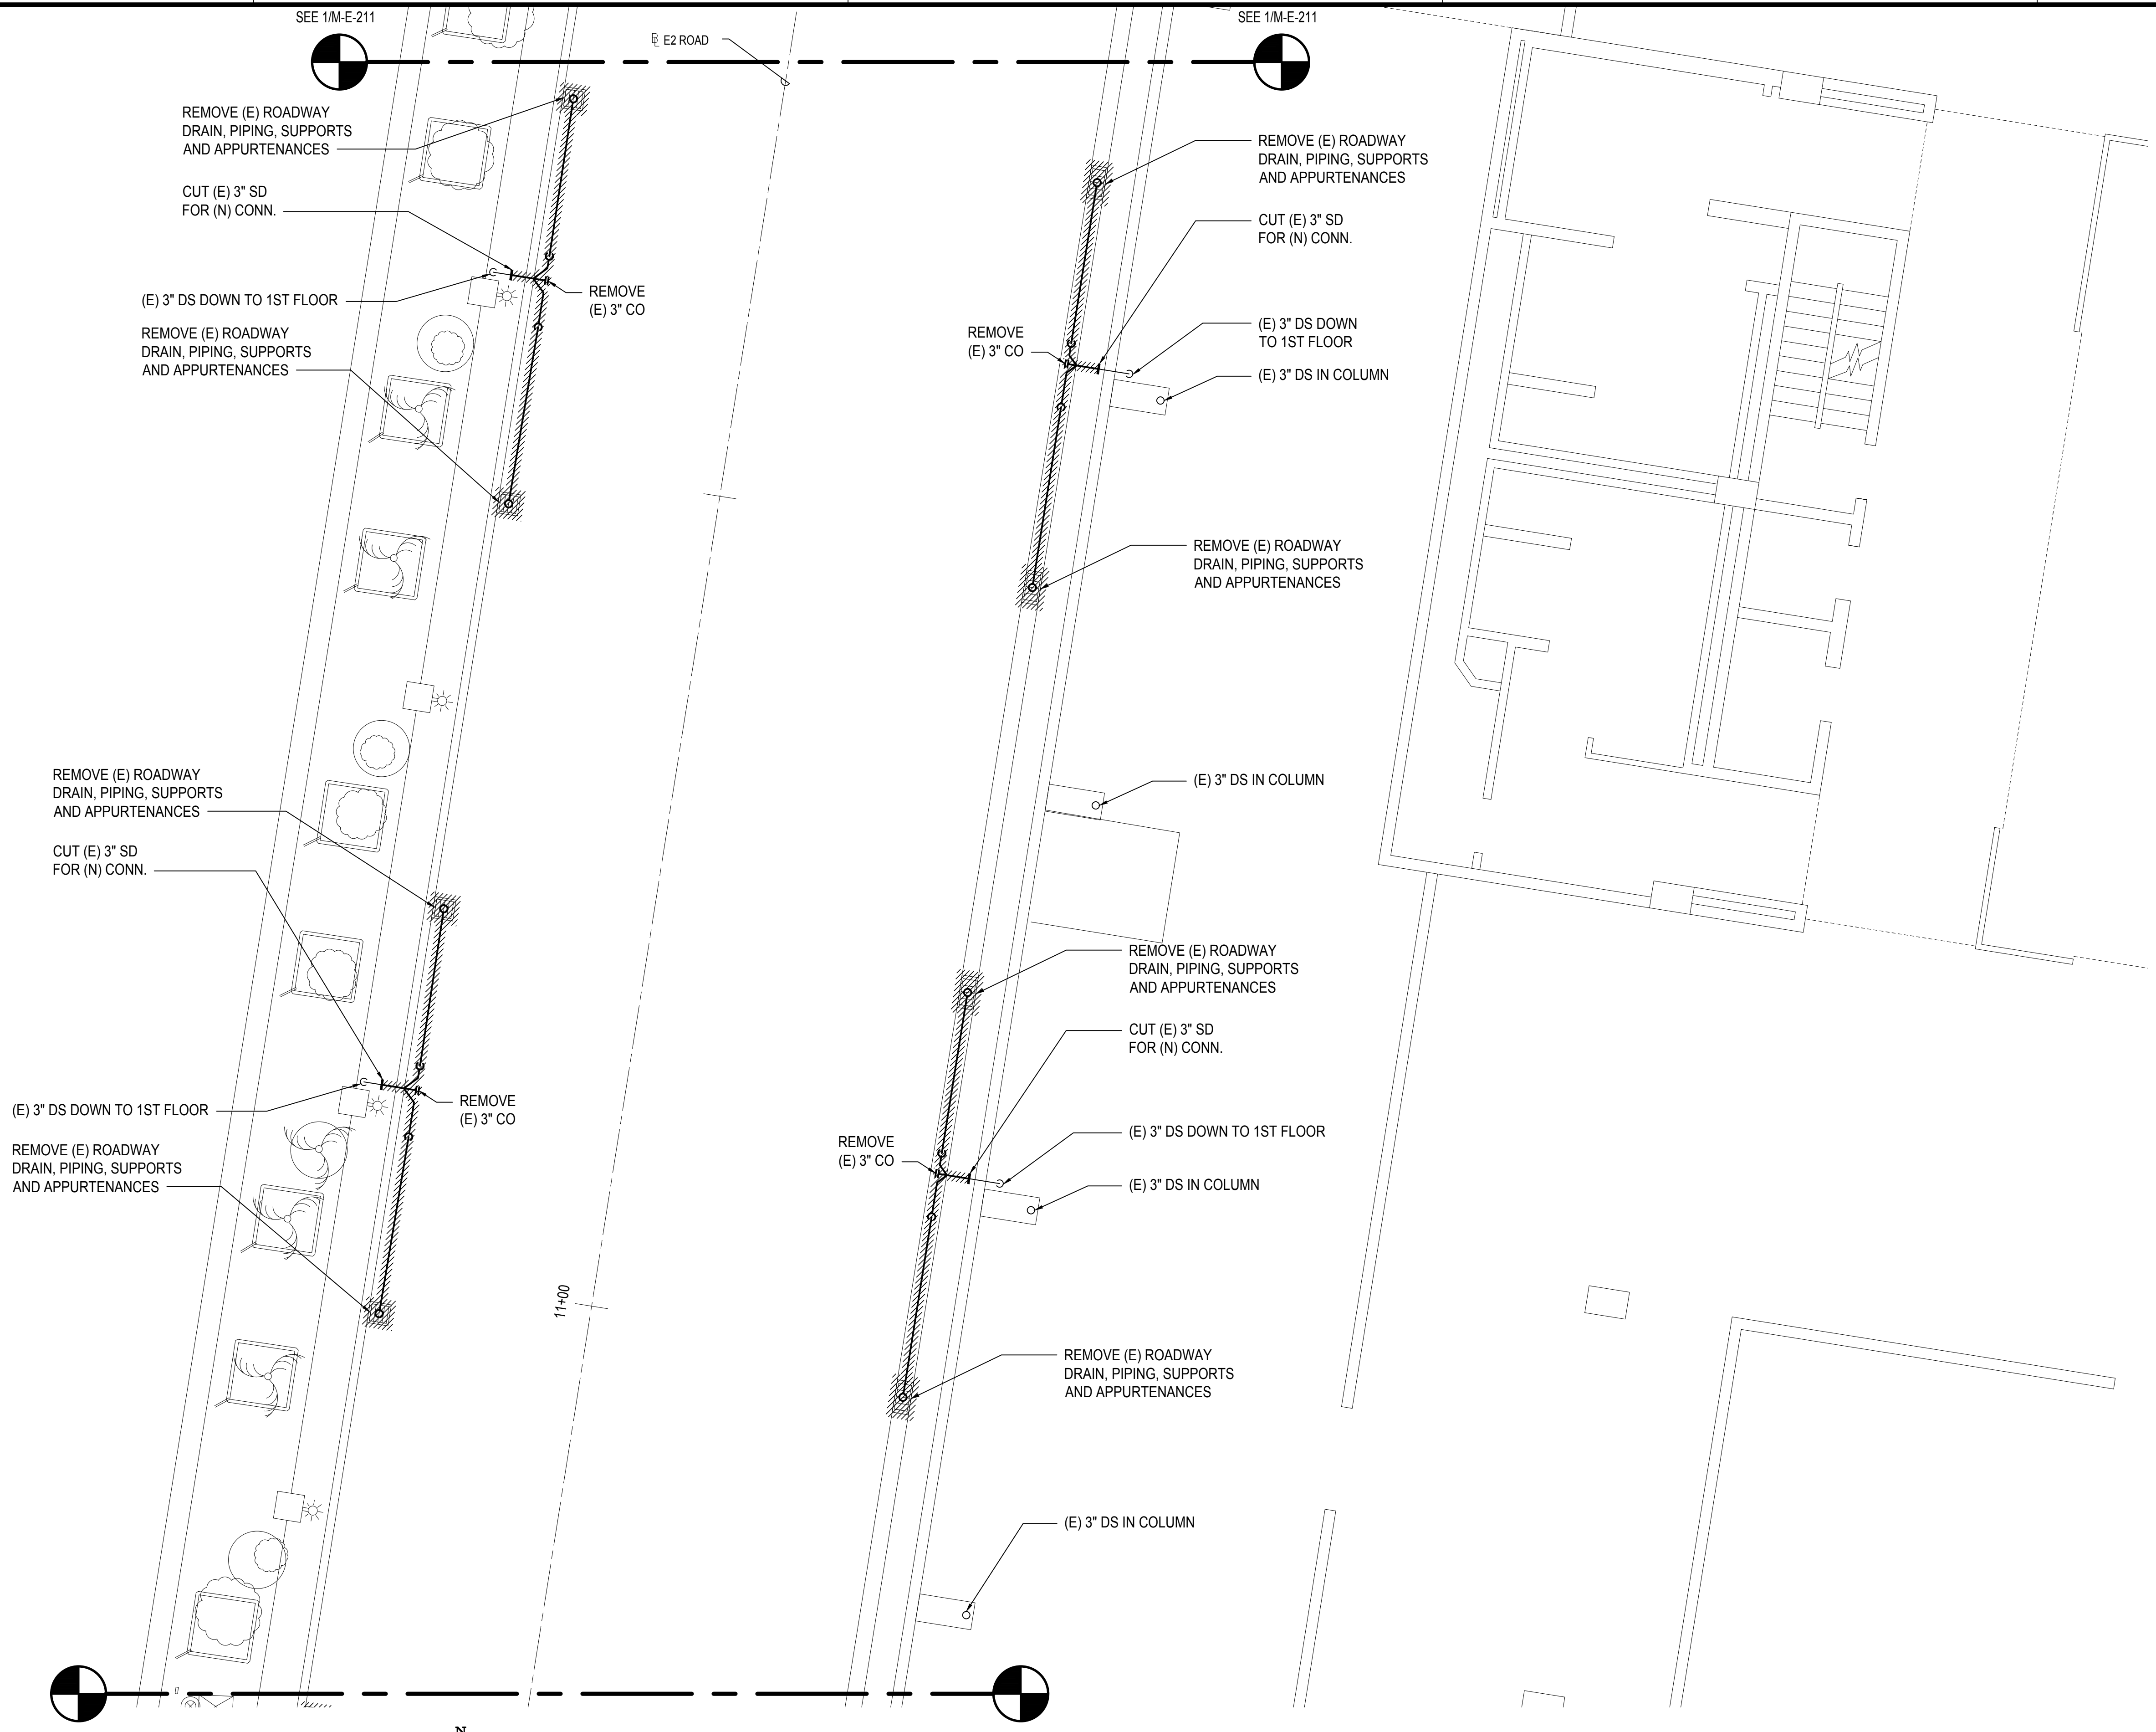 SEE 1/M-E-211
SEE 1/M-E-211
E2 ROAD
REMOVE (E) ROADWAY
DRAIN, PIPING, SUPPORTS
AND APPURTENANCES
CUT (E) 3" SD
FOR (N) CONN.
(E) 3" DS DOWN TO 1ST FLOOR
REMOVE
(E) 3" CO
REMOVE (E) ROADWAY
DRAIN, PIPING, SUPPORTS
AND APPURTENANCES
REMOVE (E) ROADWAY
DRAIN, PIPING, SUPPORTS
AND APPURTENANCES
CUT (E) 3" SD
FOR (N) CONN.
REMOVE
(E) 3" CO
(E) 3" DS DOWN
TO 1ST FLOOR
(E) 3" DS IN COLUMN
REMOVE (E) ROADWAY
DRAIN, PIPING, SUPPORTS
AND APPURTENANCES
REMOVE (E) ROADWAY
DRAIN, PIPING, SUPPORTS
AND APPURTENANCES
CUT (E) 3" SD
FOR (N) CONN.
(E) 3" DS DOWN TO 1ST FLOOR
REMOVE
(E) 3" CO
REMOVE (E) ROADWAY
DRAIN, PIPING, SUPPORTS
AND APPURTENANCES
(E) 3" DS IN COLUMN
REMOVE (E) ROADWAY
DRAIN, PIPING, SUPPORTS
AND APPURTENANCES
CUT (E) 3" SD
FOR (N) CONN.
REMOVE
(E) 3" CO
(E) 3" DS DOWN TO 1ST FLOOR
(E) 3" DS IN COLUMN
11+00
REMOVE (E) ROADWAY
DRAIN, PIPING, SUPPORTS
AND APPURTENANCES
(E) 3" DS IN COLUMN